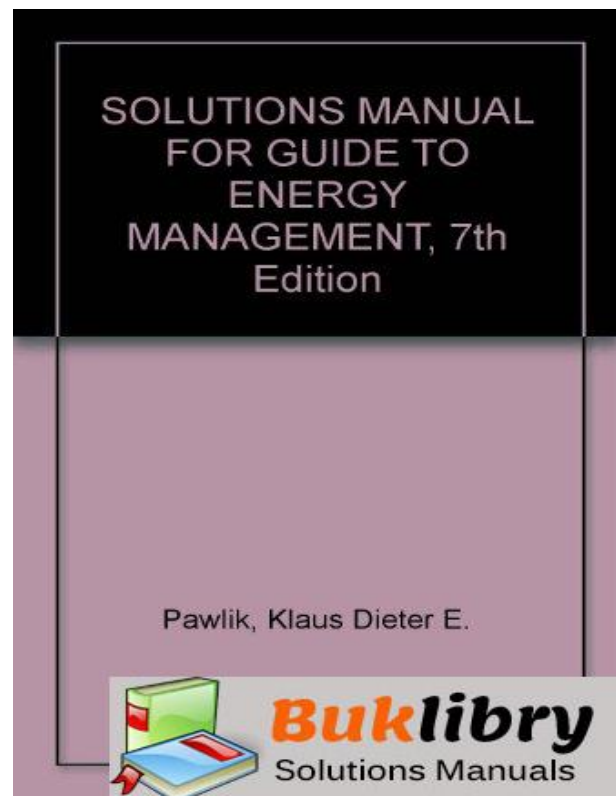 SOLUTIONS MANUAL
FOR GUIDE TO
ENERGY
MANAGEMENT, 7th
Edition
Pawlik, Klaus Dieter E.
Buklibry
Solutions Manuals